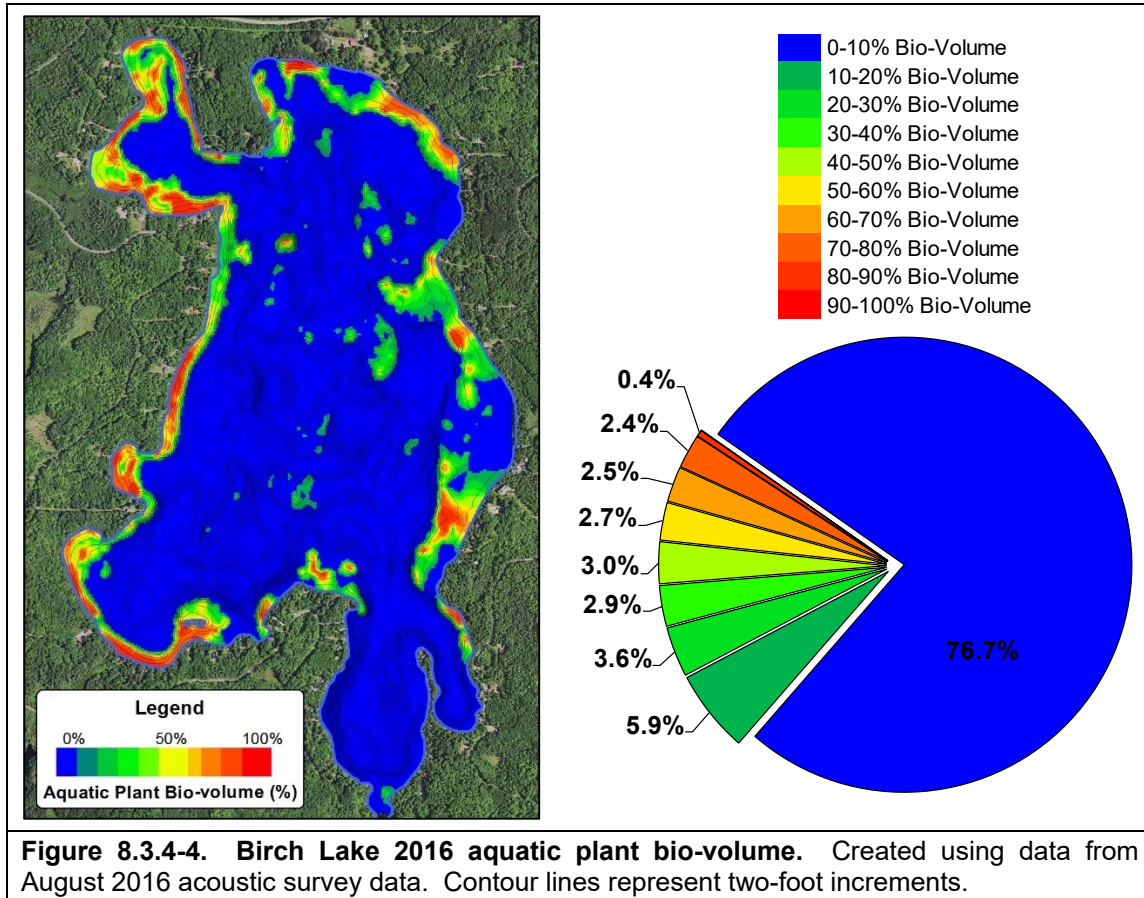 0-10% Bio-Volume
10-20% Bio-Volume
20-30% Bio-Volume
30-40% Bio-Volume
40-50% Bio-Volume
50-60% Bio-Volume
60-70% Bio-Volume
70-80% Bio-Volume
80-90% Bio-Volume
90-100% Bio-Volume
0.4%
2.4%
2.5%
2.7%
3.0%
2.9%
3.6%
5.9%
76.7%
Legend
0% 50% 100%
Aquatic Plant Bio-volume (%)
Figure 8.3.4-4. Birch Lake 2016 aquatic plant bio-volume. Created using data from
August 2016 acoustic survey data. Contour lines represent two-foot increments.